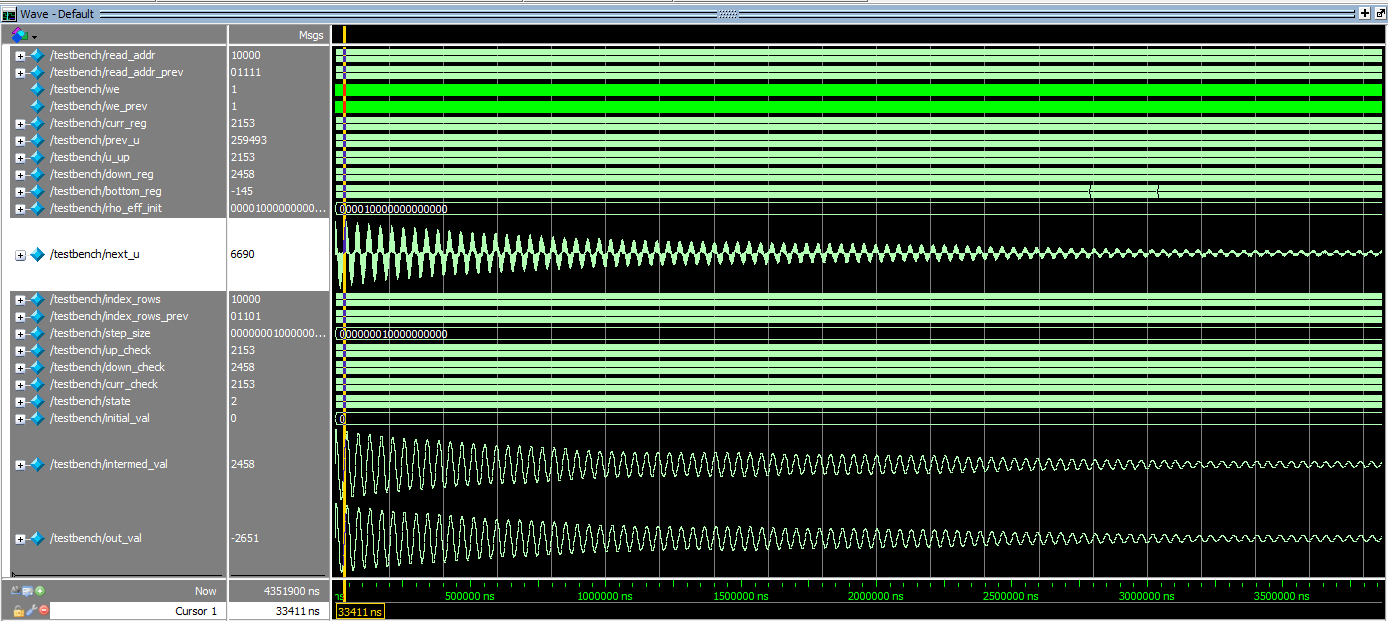 Wave - Default
Msgs
/testbench/read_addr 10000
/testbench/read_addr_prev 01111
/testbench/we 1
/testbench/we_prev 1
/testbench/curr_reg 2153
/testbench/prev_u 259493
/testbench/u_up 2153
/testbench/down_reg 2458
/testbench/bottom_reg -145
/testbench/rho_eff_init 00001000000000... 000010000000000000
/testbench/next_u 6690
/testbench/index_rows 10000
/testbench/index_rows_prev 01101
/testbench/step_size 00000001000000... 000000010000000000
/testbench/up_check 2153
/testbench/down_check 2458
/testbench/curr_check 2153
/testbench/state 2
/testbench/initial_val 0 0
/testbench/intermed_val 2458
/testbench/out_val -2651
Now 4351900 ns ns 500000 ns 1000000 ns 1500000 ns 2000000 ns 2500000 ns 3000000 ns 3500000 ns
Cursor 1 33411 ns 33411 ns